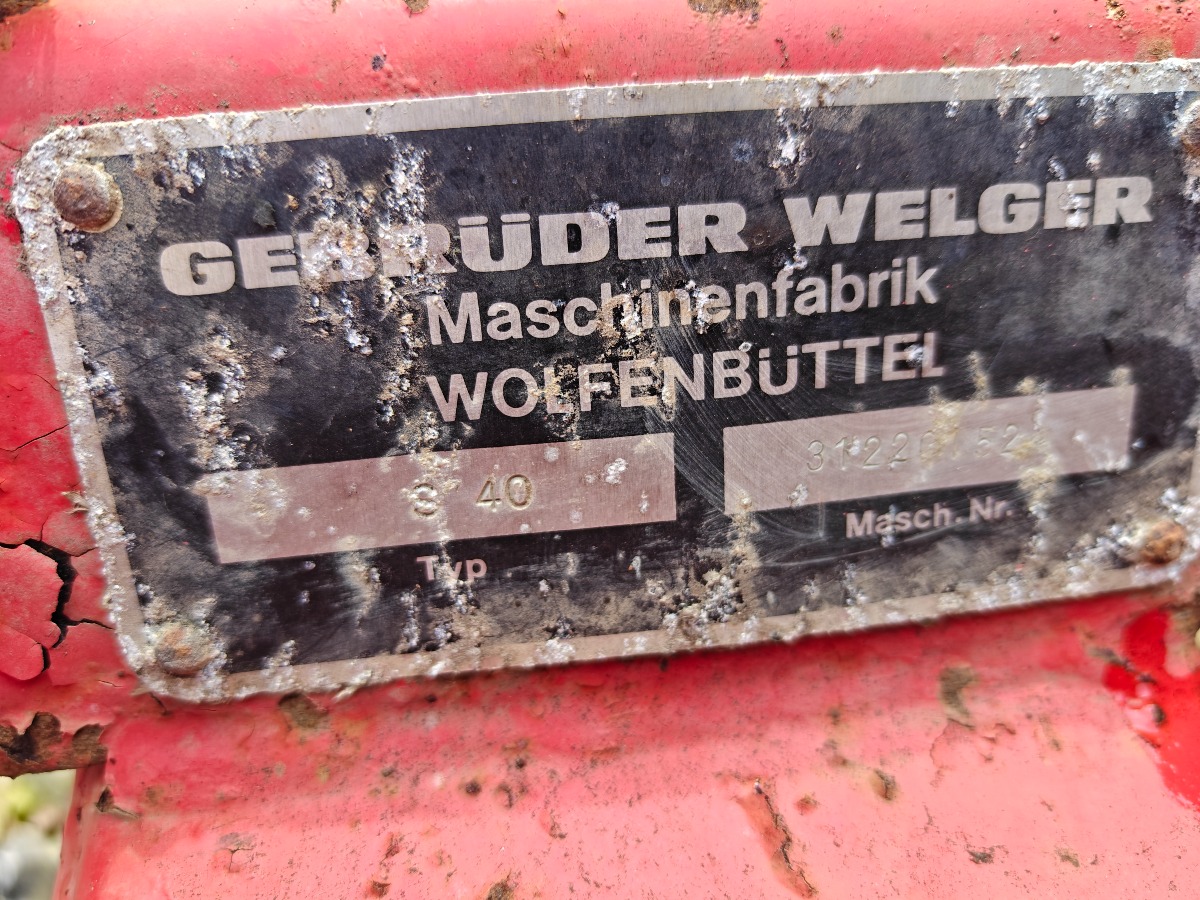 GEBRÜDER WELGER
Maschinenfabrik
WOLFENBÜTTEL
40
Typ
Masch. Nr.